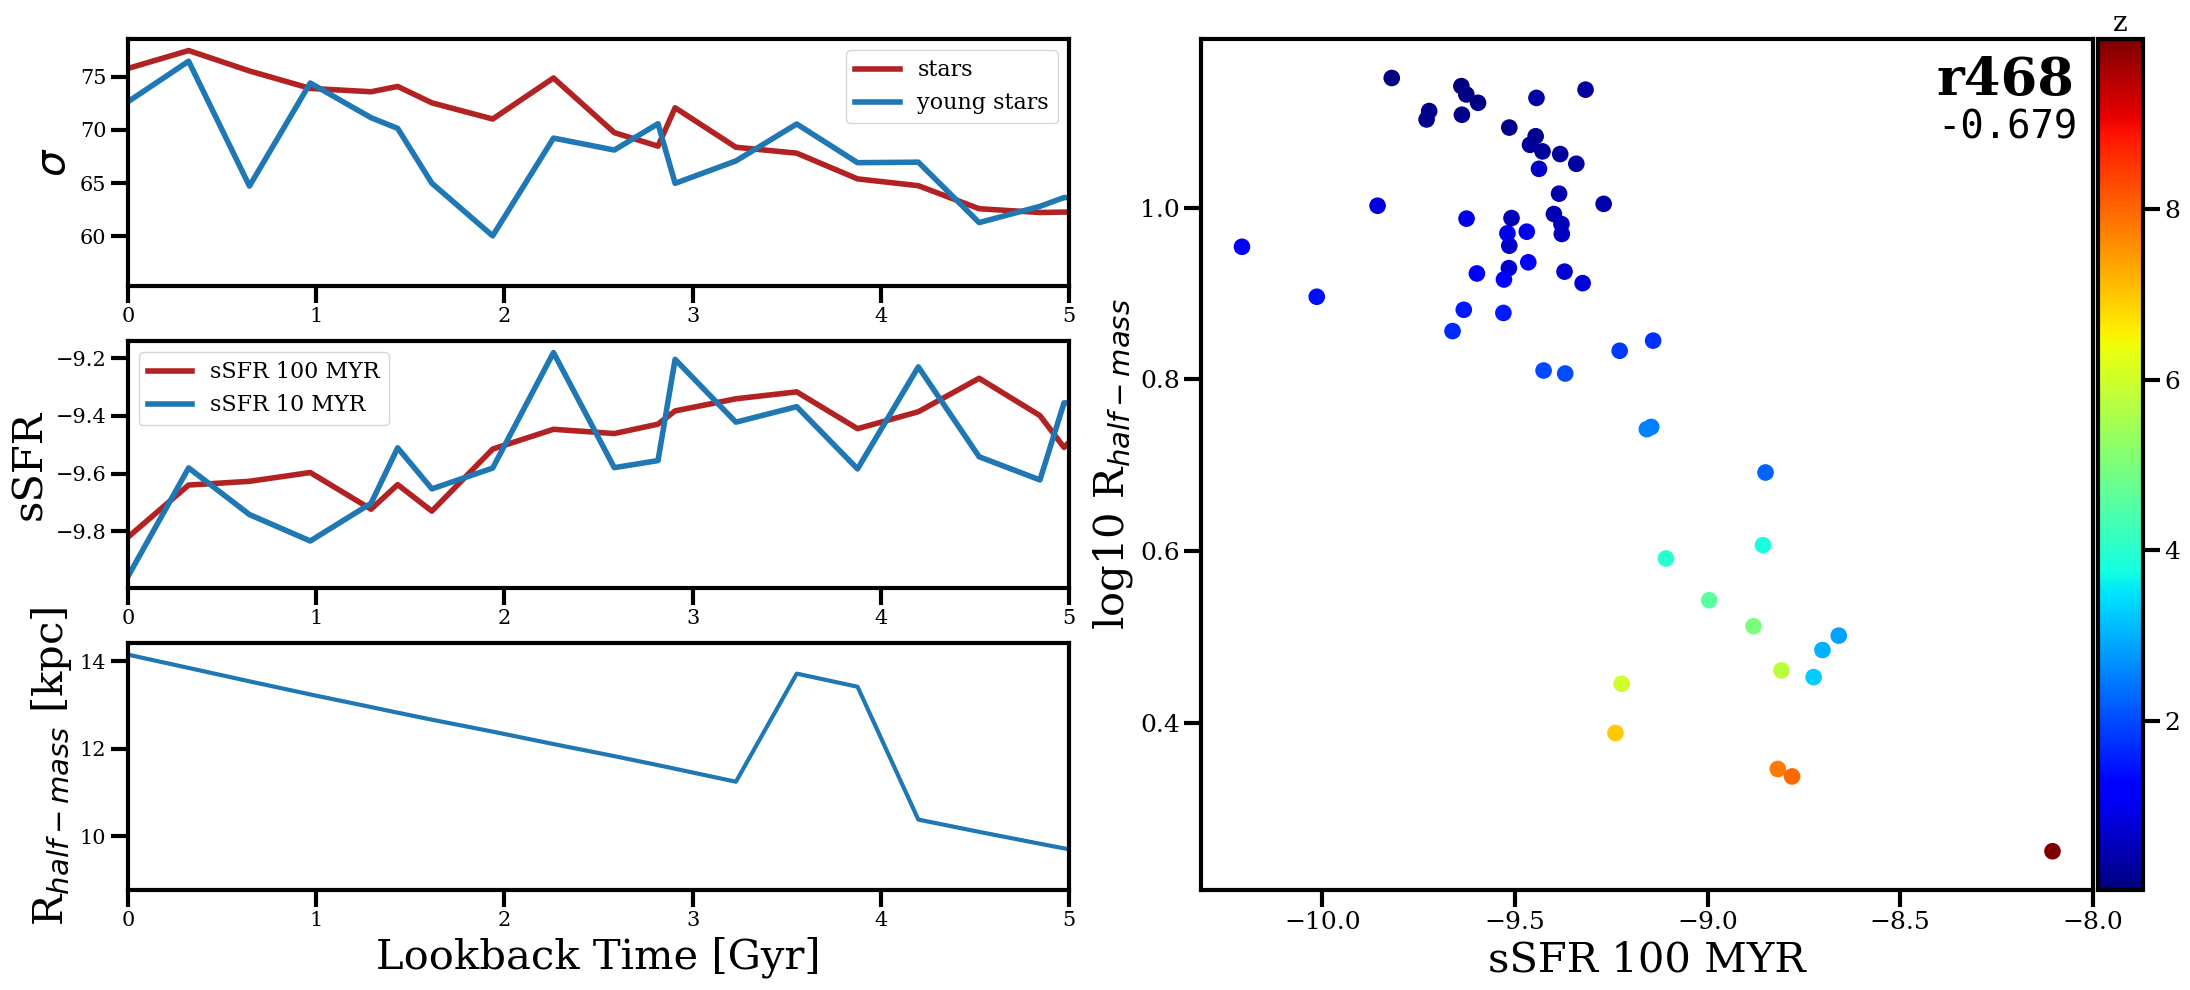 σ
75
70
65
60
stars
young stars
0 1 2 3 4 5
sSFR
−9.2
−9.4
−9.6
−9.8
sSFR 100 MYR
sSFR 10 MYR
0 1 2 3 4 5
R_{half−mass} [kpc]
14
12
10
0 1 2 3 4 5
Lookback Time [Gyr]
log10 R_{half−mass}
1.0
0.8
0.6
0.4
r468
-0.679
−10.0 −9.5 −9.0 −8.5 −8.0
sSFR 100 MYR
z
8
6
4
2